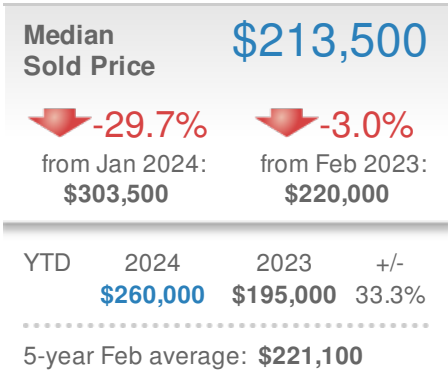 Median
Sold Price
$213,500
-29.7%
from Jan 2024:
$303,500
-3.0%
from Feb 2023:
$220,000
YTD 2024 2023 +/-
$260,000 $195,000 33.3%
5-year Feb average: $221,100